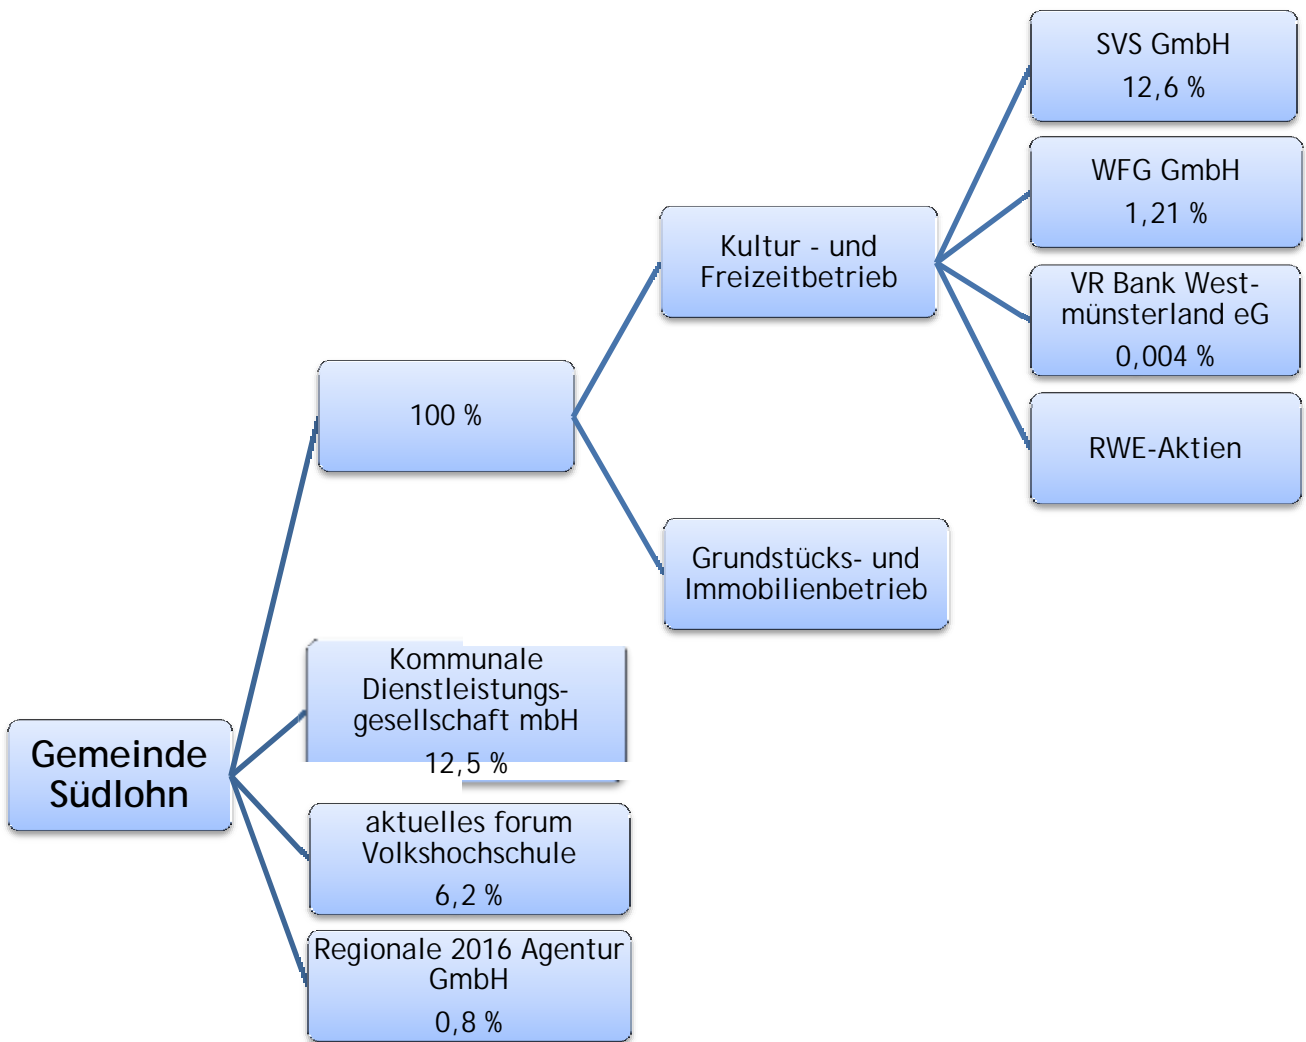 Gemeinde
Südlohn
100 %
Kultur - und
Freizeitbetrieb
SVS GmbH
12,6 %
WFG GmbH
1,21 %
VR Bank West-
münsterland eG
0,004 %
RWE-Aktien
Grundstücks- und
Immobilienbetrieb
Kommunale
Dienstleistungs-
gesellschaft mbH
12,5 %
aktuelles forum
Volkshochschule
6,2 %
Regionale 2016 Agentur
GmbH
0,8 %